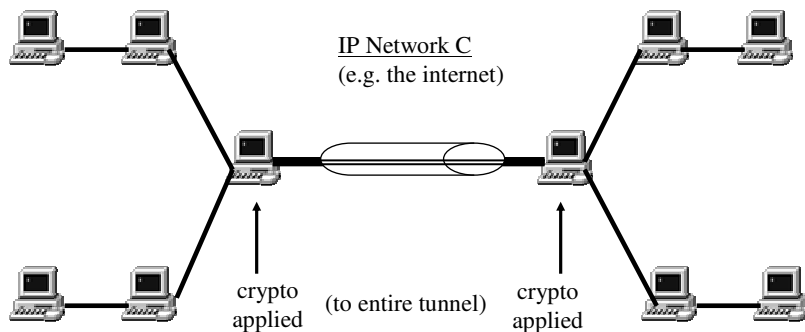 IP Network C
(e.g. the internet)
crypto
applied
(to entire tunnel)
crypto
applied